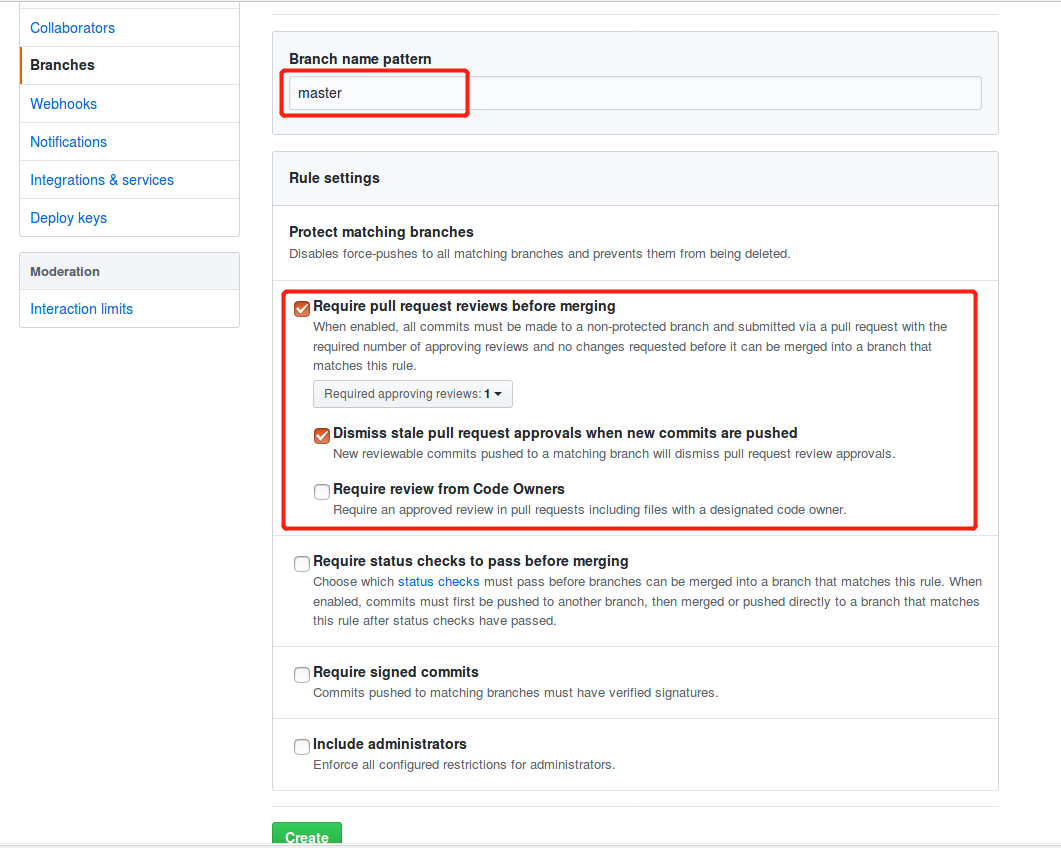 Collaborators
Branches
Webhooks
Notifications
Integrations & services
Deploy keys
Moderation
Interaction limits
Branch name pattern
master
Rule settings
Protect matching branches
Disables force-pushes to all matching branches and prevents them from being deleted.
Require pull request reviews before merging
When enabled, all commits must be made to a non-protected branch and submitted via a pull request with the
required number of approving reviews and no changes requested before it can be merged into a branch that
matches this rule.
Required approving reviews: 1
Dismiss stale pull request approvals when new commits are pushed
New reviewable commits pushed to a matching branch will dismiss pull request review approvals.
Require review from Code Owners
Require an approved review in pull requests including files with a designated code owner.
Require status checks to pass before merging
Choose which status checks must pass before branches can be merged into a branch that matches this rule. When
enabled, commits must first be pushed to another branch, then merged or pushed directly to a branch that matches
this rule after status checks have passed.
Require signed commits
Commits pushed to matching branches must have verified signatures.
Include administrators
Enforce all configured restrictions for administrators.
Create